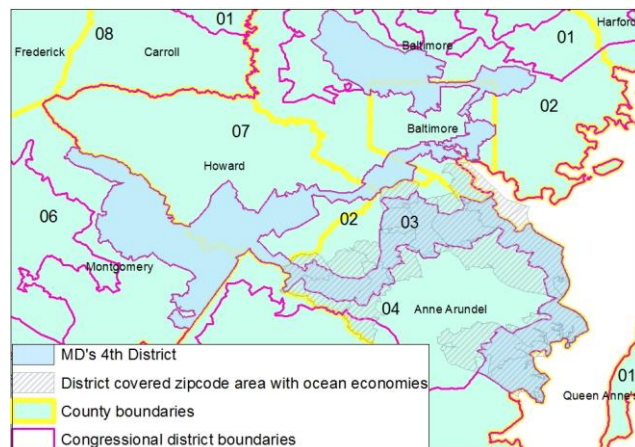 01
Harford
08
Baltimore
01
Frederick
Carroll
02
07
Baltimore
Howard
06
02
03
Montgomery
04
Anne Arundel
MD's 4th District
District covered zipcode area with ocean economies
01
County boundaries
Queen Anne's
Congressional district boundaries